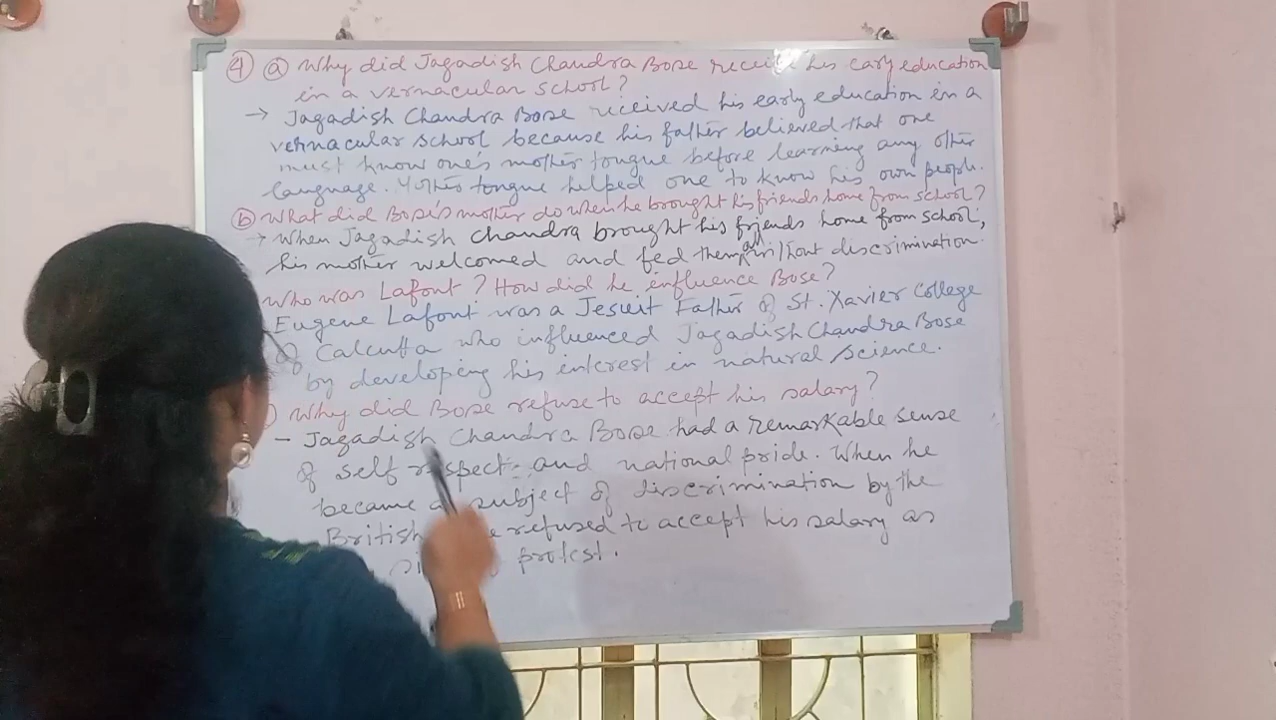 4) a) Why did Jagadish Chandra Bose receive his early education
in a vernacular school?
→ Jagadish Chandra Bose received his early education in a
vernacular school because his father believed that one
must know one's mother tongue before learning any other
language. Mother tongue helped one to know his own people.
b) What did Bose's mother do when he brought his friends home from school?
→ When Jagadish Chandra brought his friends home from school,
his mother welcomed and fed them all without discrimination.
Who was Lafont? How did he influence Bose?
Eugene Lafont was a Jesuit Father of St. Xavier College
of Calcutta who influenced Jagadish Chandra Bose
by developing his interest in natural science.
) Why did Bose refuse to accept his salary?
- Jagadish Chandra Bose had a remarkable sense
of self respect and national pride. When he
became a subject of discrimination by the
British refused to accept his salary as
protest.